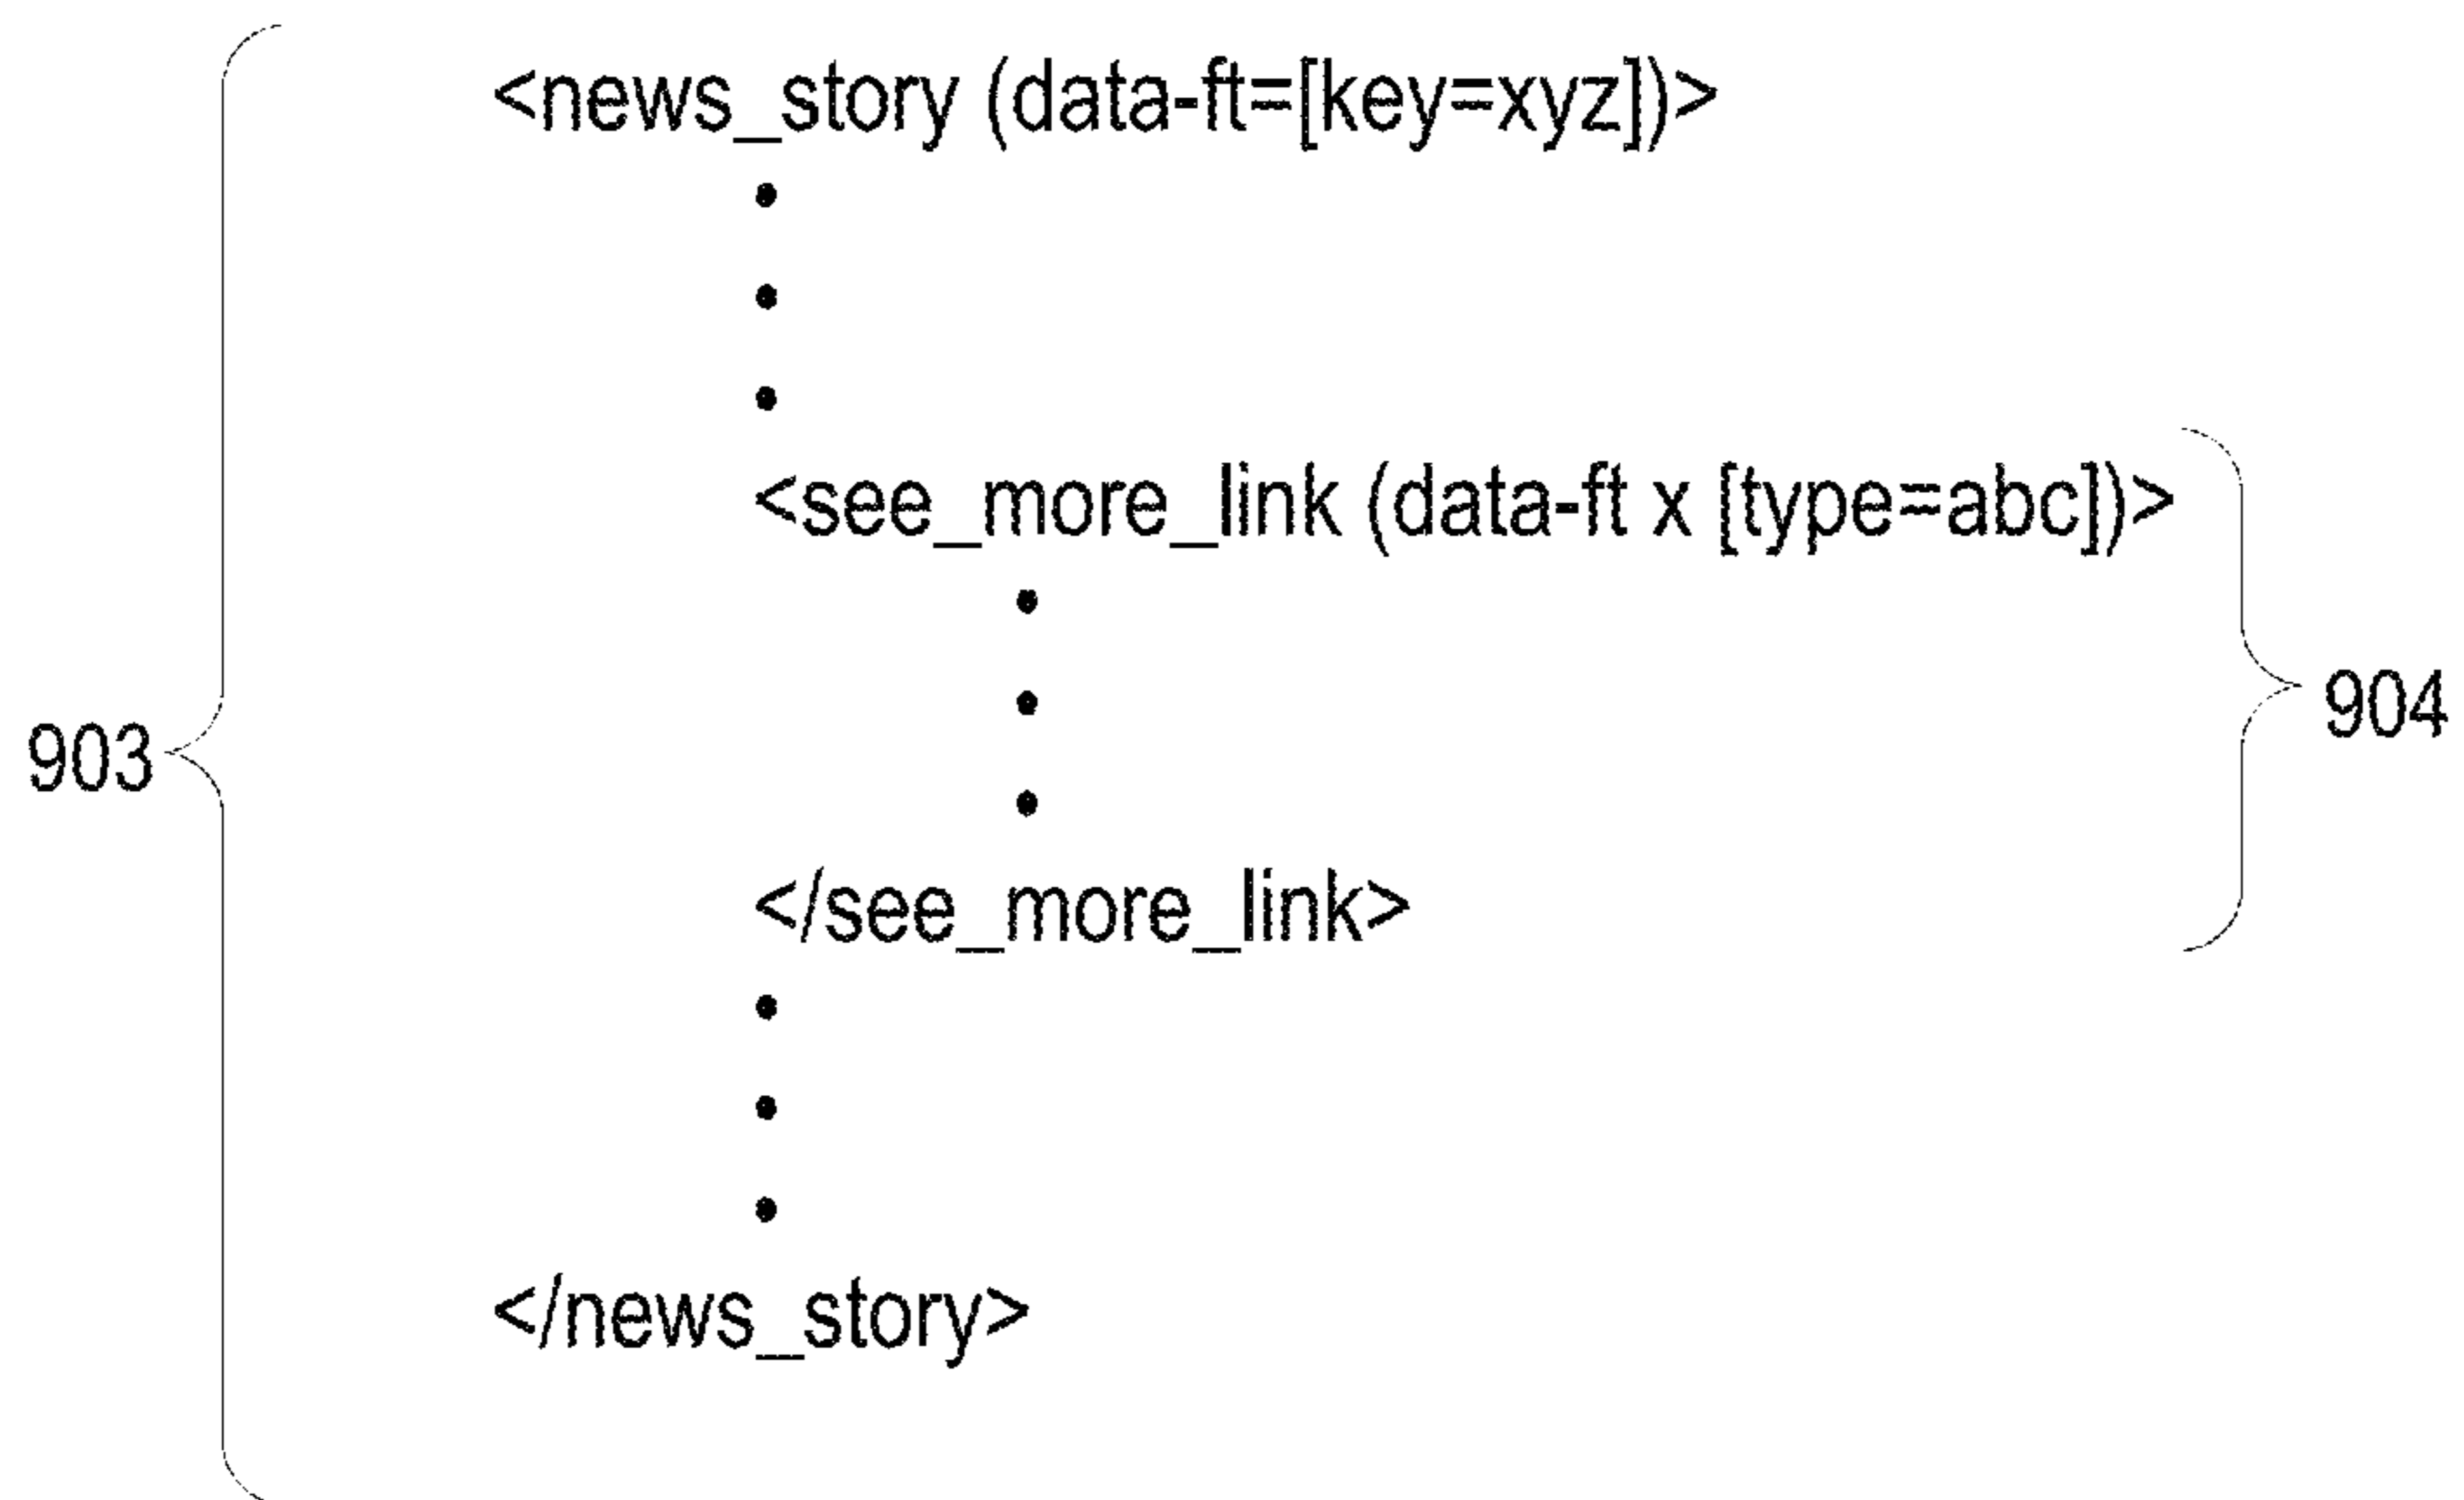 <news_story (data-ft=[key=xyz])>
•
•
•
<see_more_link (data-ft x [type=abc])>
•
904
•
903
•
</see_more_link>
•
•
•
</news_story>